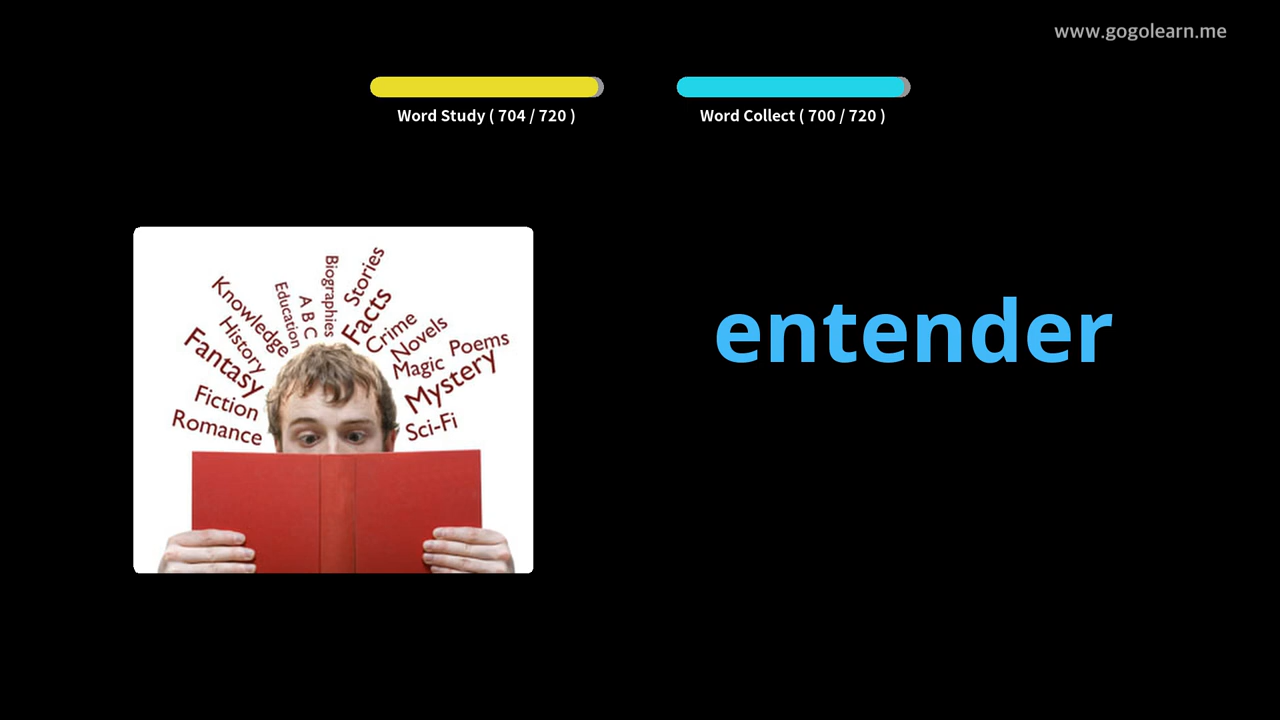 www.gogolearn.me
Word Study ( 704 / 720 )
Word Collect ( 700 / 720 )
Biographies
Stories
Education
A B C
Facts
Knowledge
Crime
History
Novels
Fantasy
Poems
Magic
Mystery
Fiction
Romance
Sci-Fi
entender